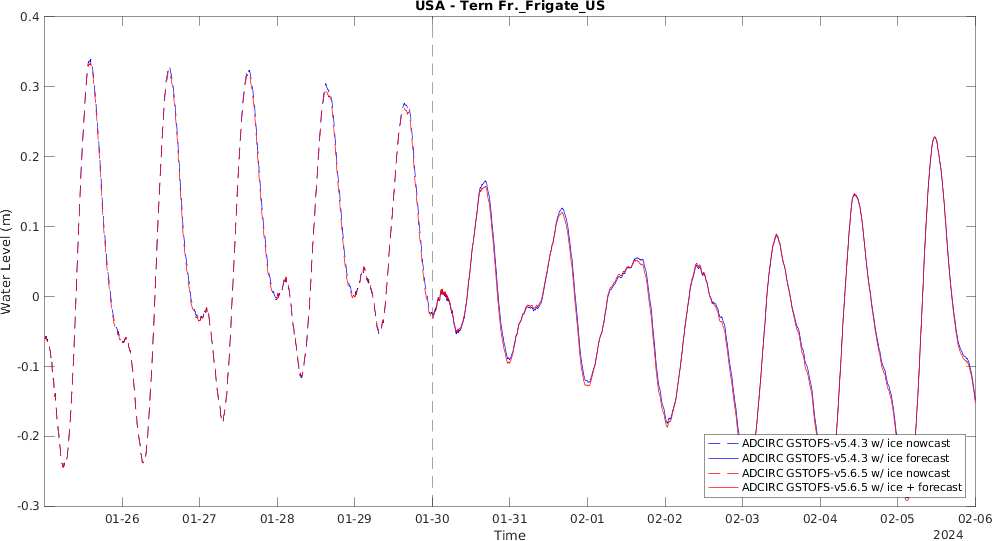 USA - Tern Fr._Frigate_US
0.4
0.3
0.2
0.1
0
-0.1
-0.2
-0.3
Water Level (m)
ADCIRC GSTOFS-v5.4.3 w/ ice nowcast
ADCIRC GSTOFS-v5.4.3 w/ ice forecast
ADCIRC GSTOFS-v5.6.5 w/ ice nowcast
ADCIRC GSTOFS-v5.6.5 w/ ice + forecast
01-26 01-27 01-28 01-29 01-30 01-31 02-01 02-02 02-03 02-04 02-05 02-06
Time
2024